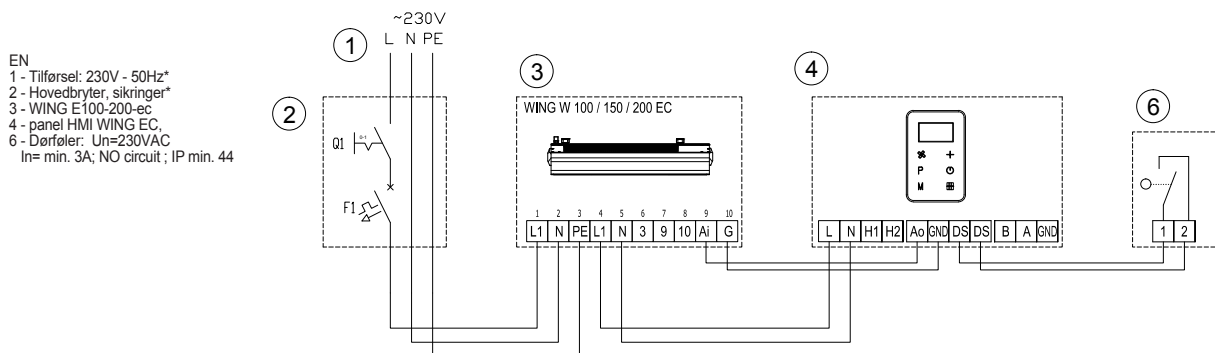 ~230V
L N PE
1
EN
1 - Tilførsel: 230V - 50Hz*
2 - Hovedbryter, sikringer*
3 - WING E100-200-ec
4 - panel HMI WING EC,
6 - Dørføler: Un=230VAC
In= min. 3A; NO circuit ; IP min. 44
2
Q1
0-1
F1
3
WING W 100 / 150 / 200 EC
1 2 3 4 5 6 7 8 9 10
L1 N PE L1 N 3 9 10 Ai G
4
P
M
L N H1 H2 Ao GND DS DS B A GND
6
1 2